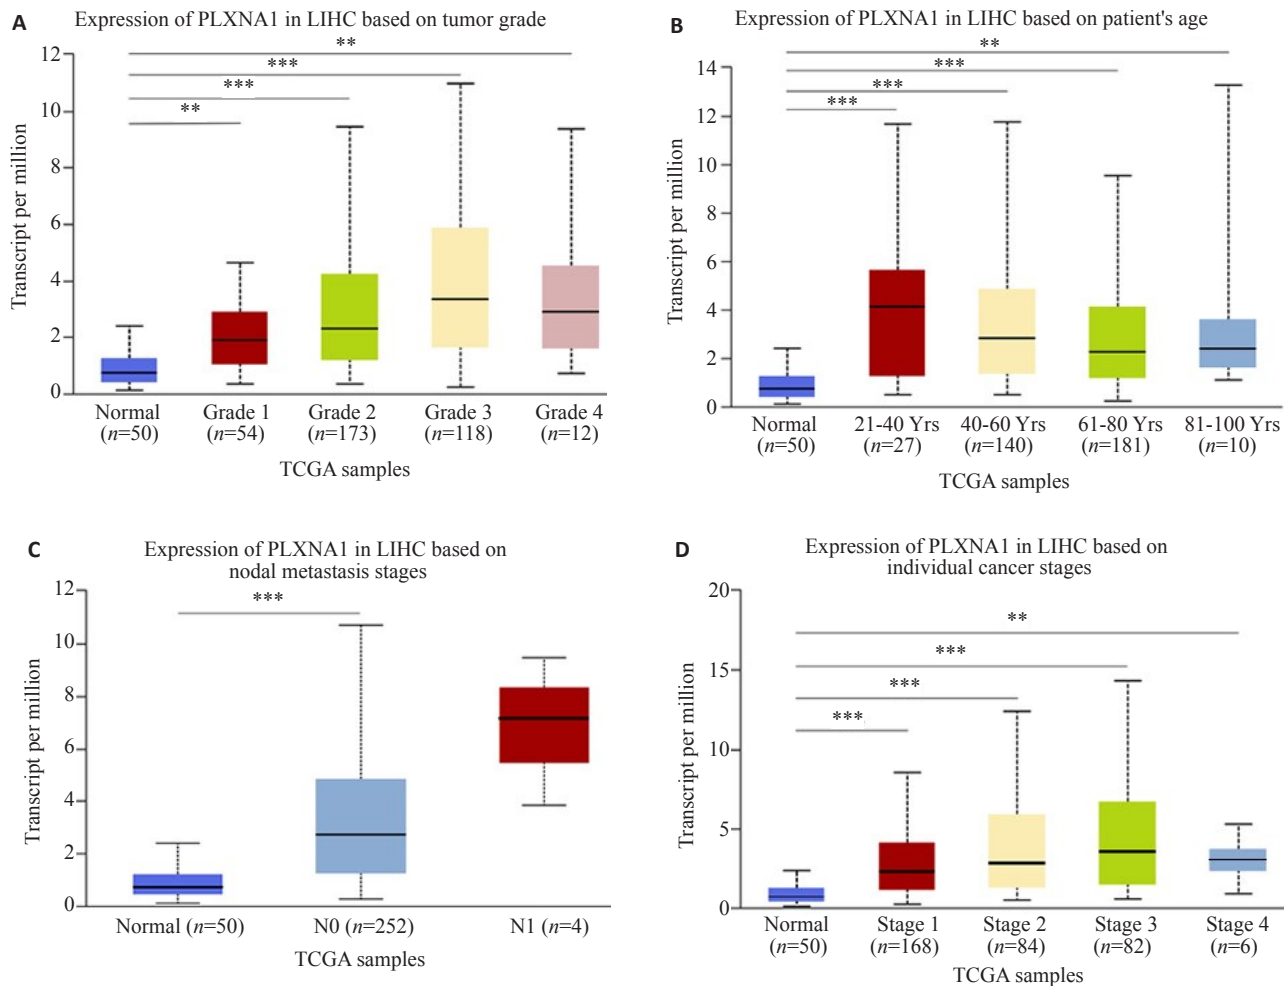 A
Expression of PLXNA1 in LIHC based on tumor grade
Transcript per million
12
10
8
6
4
2
0
**
***
***
**
Normal Grade 1 Grade 2 Grade 3 Grade 4
(n=50) (n=54) (n=173) (n=118) (n=12)
TCGA samples
B
Expression of PLXNA1 in LIHC based on patient's age
Transcript per million
14
12
10
8
6
4
2
0
**
***
***
***
Normal 21-40 Yrs 40-60 Yrs 61-80 Yrs 81-100 Yrs
(n=50) (n=27) (n=140) (n=181) (n=10)
TCGA samples
C
Expression of PLXNA1 in LIHC based on
nodal metastasis stages
Transcript per million
12
10
8
6
4
2
0
***
Normal (n=50) N0 (n=252) N1 (n=4)
TCGA samples
D
Expression of PLXNA1 in LIHC based on
individual cancer stages
Transcript per million
20
15
10
5
0
**
***
***
***
Normal Stage 1 Stage 2 Stage 3 Stage 4
(n=50) (n=168) (n=84) (n=82) (n=6)
TCGA samples